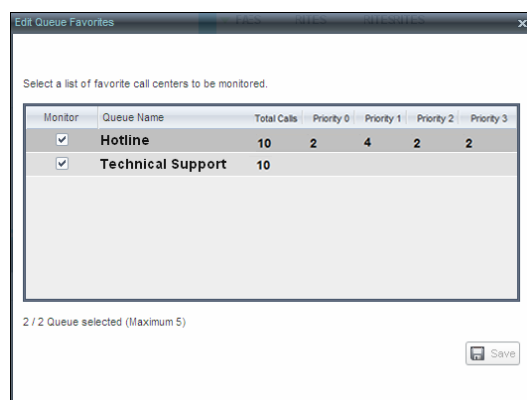 Edit Queue Favorites x
Select a list of favorite call centers to be monitored.
Monitor Queue Name Total Calls Priority 0 Priority 1 Priority 2 Priority 3
Hotline 10 2 4 2 2
Technical Support 10
2 / 2 Queue selected (Maximum 5)
Save